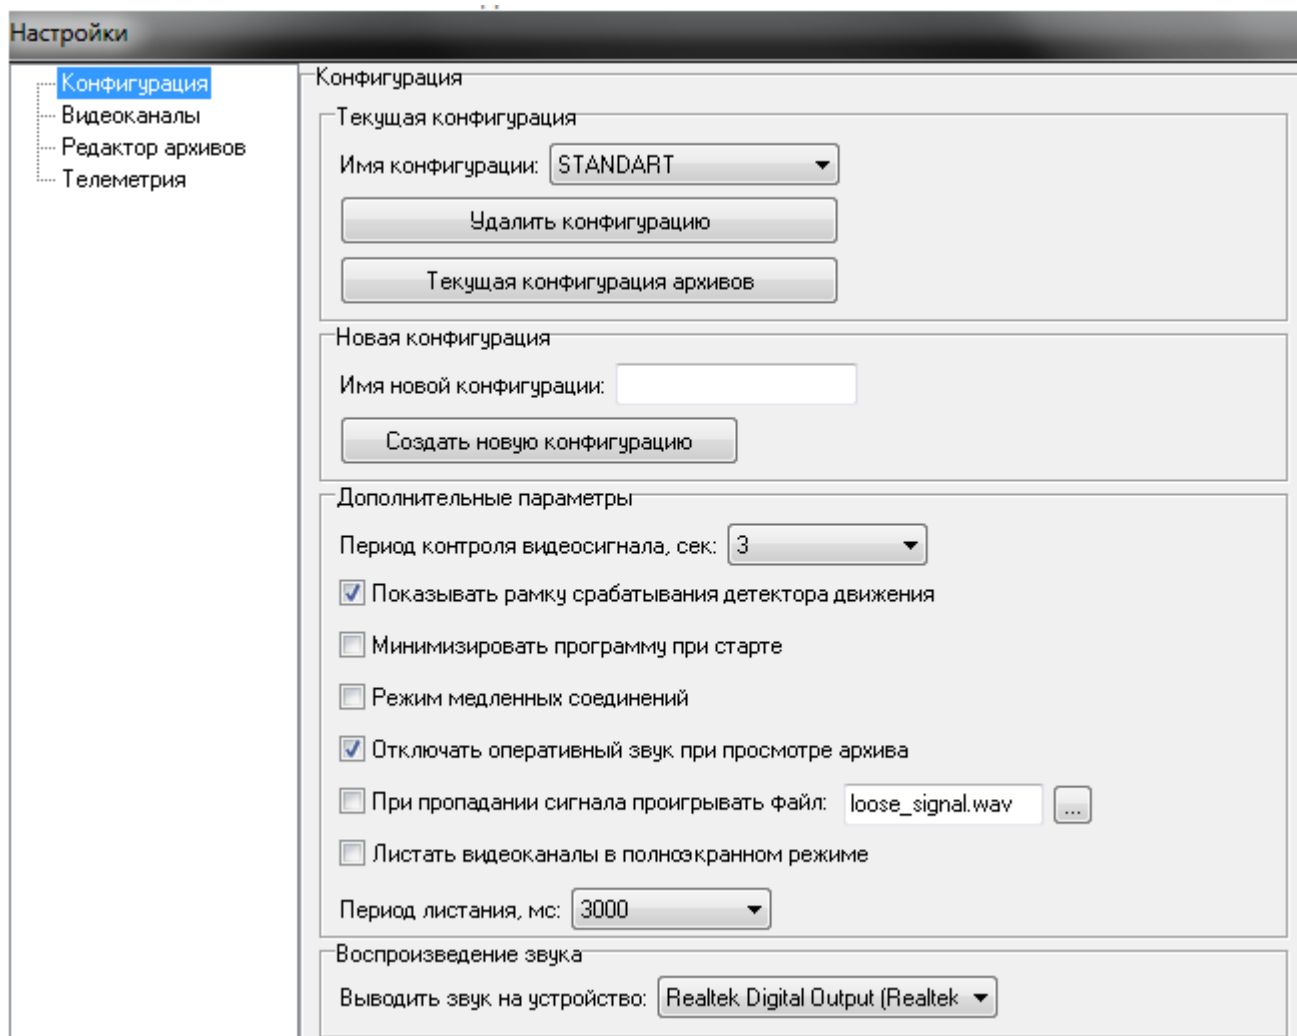 Настройки
Конфигурация
Видеоканалы
Редактор архивов
Телеметрия
Конфигурация
Текущая конфигурация
Имя конфигурации: STANDART
Удалить конфигурацию
Текущая конфигурация архивов
Новая конфигурация
Имя новой конфигурации:
Создать новую конфигурацию
Дополнительные параметры
Период контроля видеосигнала, сек: 3
Показывать рамку срабатывания детектора движения
Минимизировать программу при старте
Режим медленных соединений
Отключать оперативный звук при просмотре архива
При пропадании сигнала проигрывать файл: loose_signal.wav ...
Листать видеоканалы в полноэкранном режиме
Период листания, мс: 3000
Воспроизведение звука
Выводить звук на устройство: Realtek Digital Output (Realtek